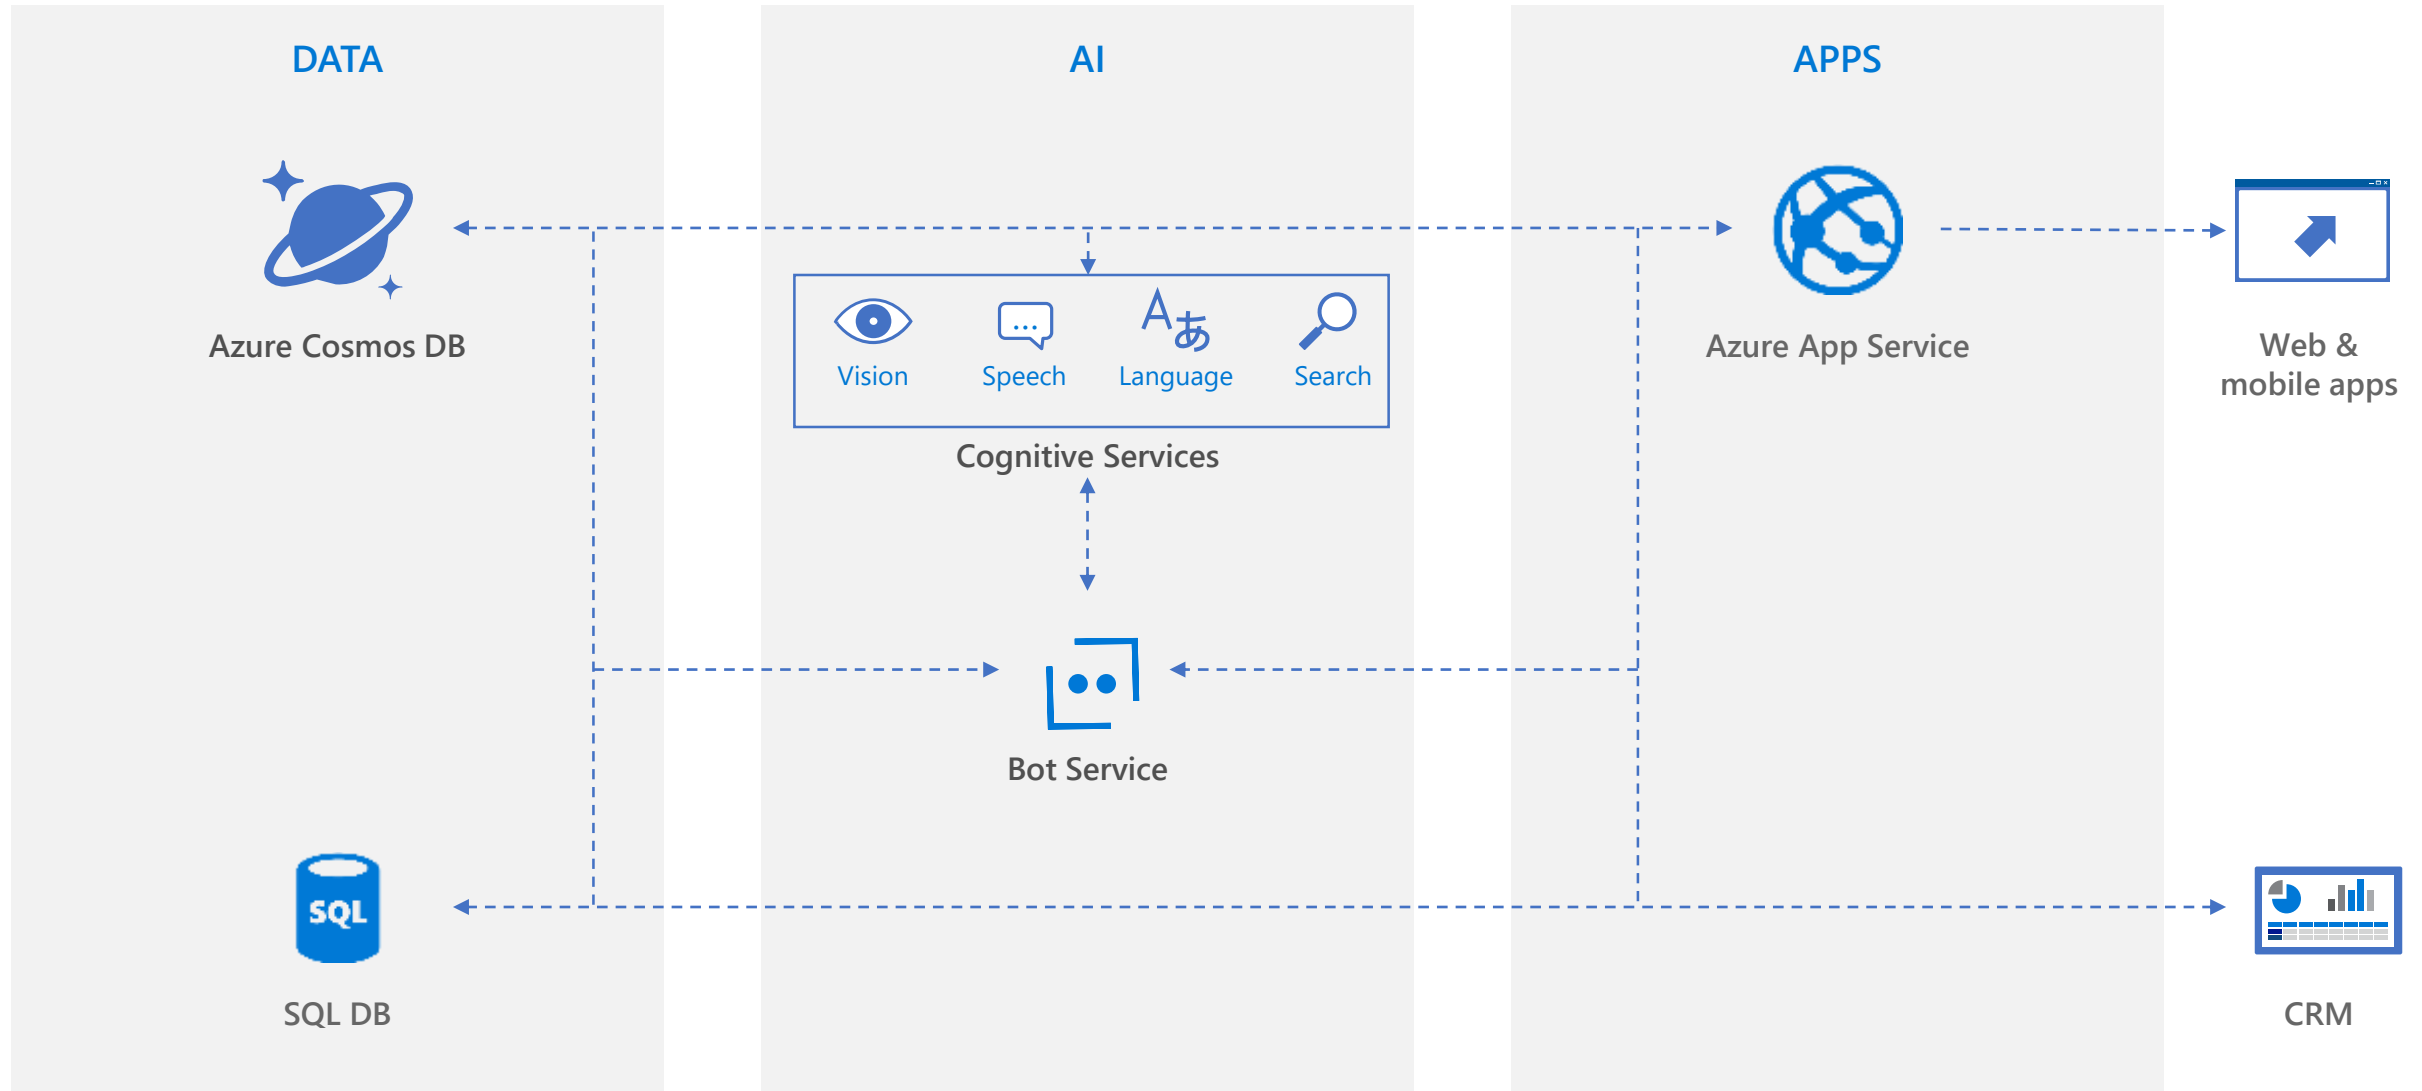 DATA
AI
APPS
Azure Cosmos DB
Aあ
Vision
Speech
Language
Search
Cognitive Services
Azure App Service
Web &
mobile apps
Bot Service
SQL
SQL DB
CRM